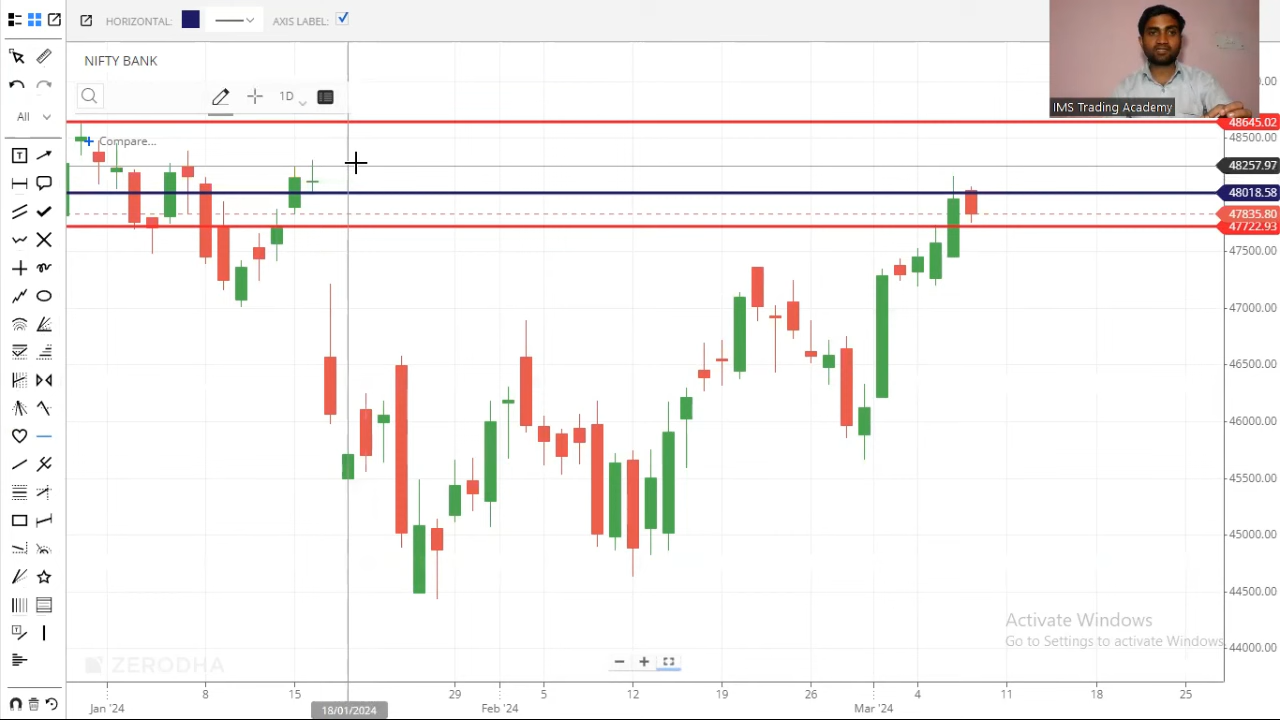 HORIZONTAL:
AXIS LABEL:
NIFTY BANK
1D
All
Compare...
IMS Trading Academy
48645.02
48500.00
48257.97
48018.58
47835.80
47722.93
47500.00
47000.00
46500.00
46000.00
45500.00
45000.00
44500.00
44000.00
Activate Windows
Go to Settings to activate Windows.
ZERODHA
8
15
29
5
12
19
26
4
11
18
25
Jan '24
18/01/2024
Feb '24
Mar '24